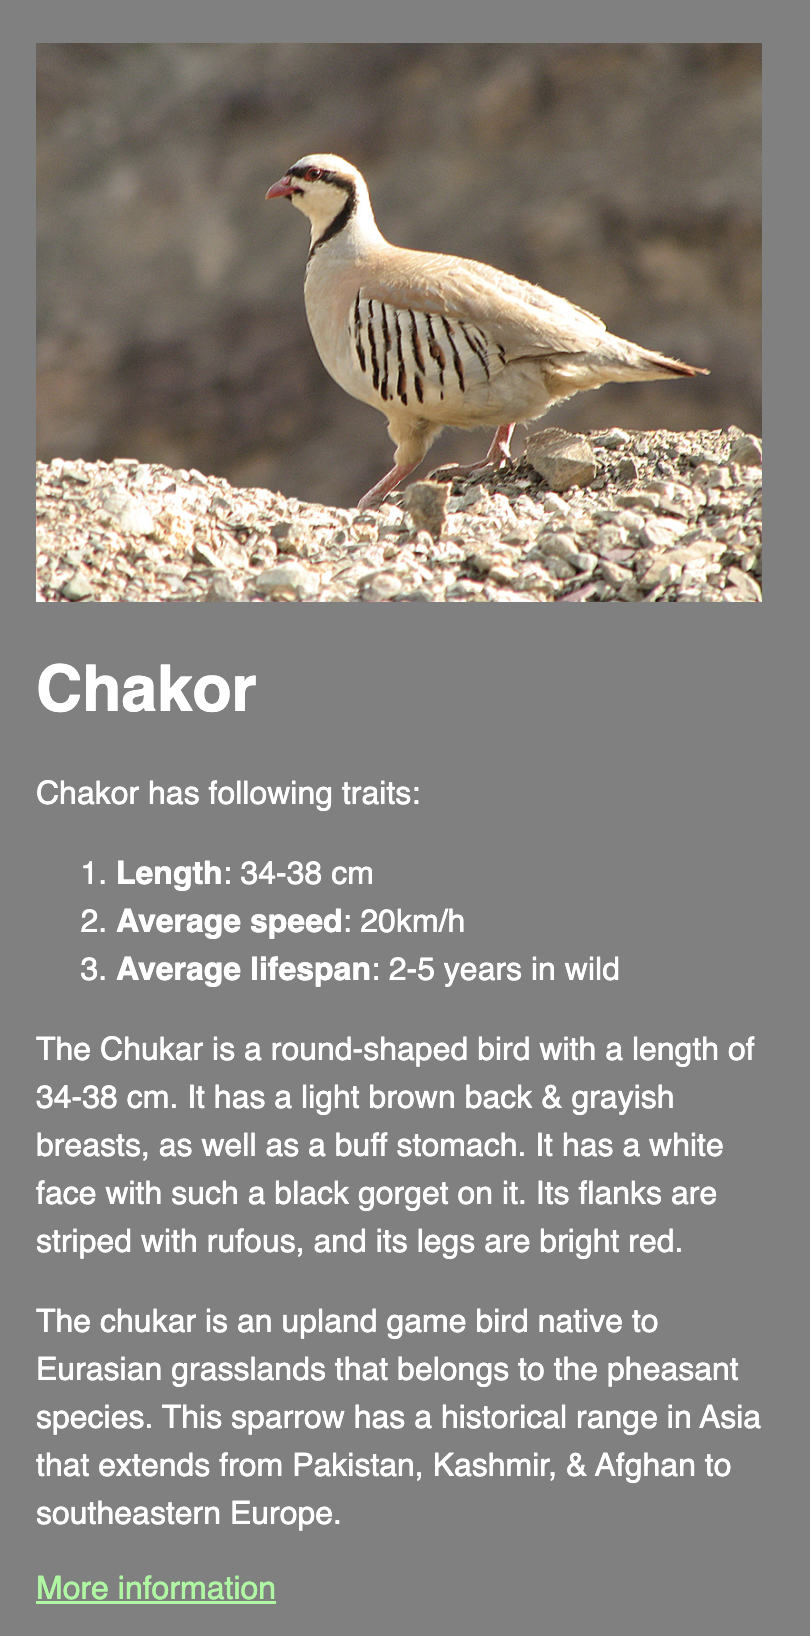 Chakor
Chakor has following traits:
1. Length: 34-38 cm
2. Average speed: 20km/h
3. Average lifespan: 2-5 years in wild
The Chukar is a round-shaped bird with a length of
34-38 cm. It has a light brown back & grayish
breasts, as well as a buff stomach. It has a white
face with such a black gorget on it. Its flanks are
striped with rufous, and its legs are bright red.
The chukar is an upland game bird native to
Eurasian grasslands that belongs to the pheasant
species. This sparrow has a historical range in Asia
that extends from Pakistan, Kashmir, & Afghan to
southeastern Europe.
More information